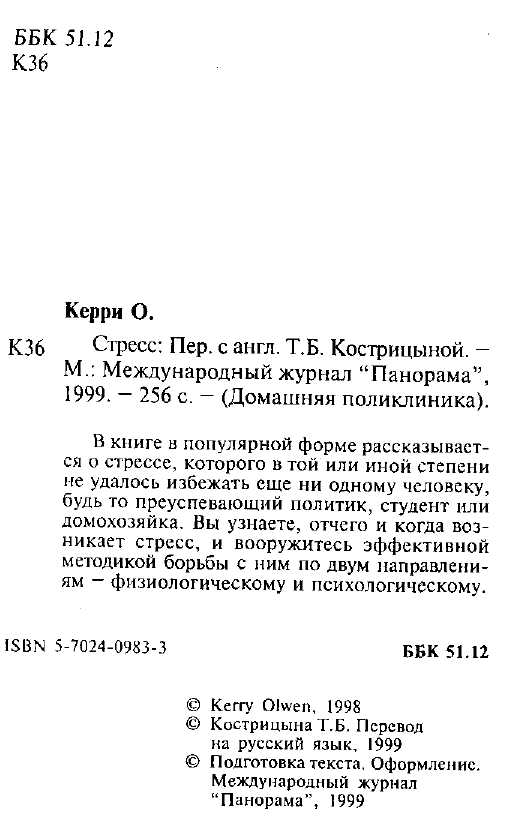 ББК 51.12
К36
Керри О.
К36 Стресс: Пер. с англ. Т.Б. Кострицыной. –
М.: Международный журнал “Панорама”,
1999. – 256 с. – (Домашняя поликлиника).
В книге в популярной форме рассказывает-
ся о стрессе, которого в той или иной степени
не удалось избежать еще ни одному человеку,
будь то преуспевающий политик, студент или
домохозяйка. Вы узнаете, отчего и когда воз-
никает стресс, и вооружитесь эффективной
методикой борьбы с ним по двум направлени-
ям – физиологическому и психологическому.
ISBN 5-7024-0983-3 ББК 51.12
© Kerry Olwen, 1998
© Кострицына Т.Б. Перевод
на русский язык, 1999
© Подготовка текста. Оформление.
Международный журнал
“Панорама”, 1999